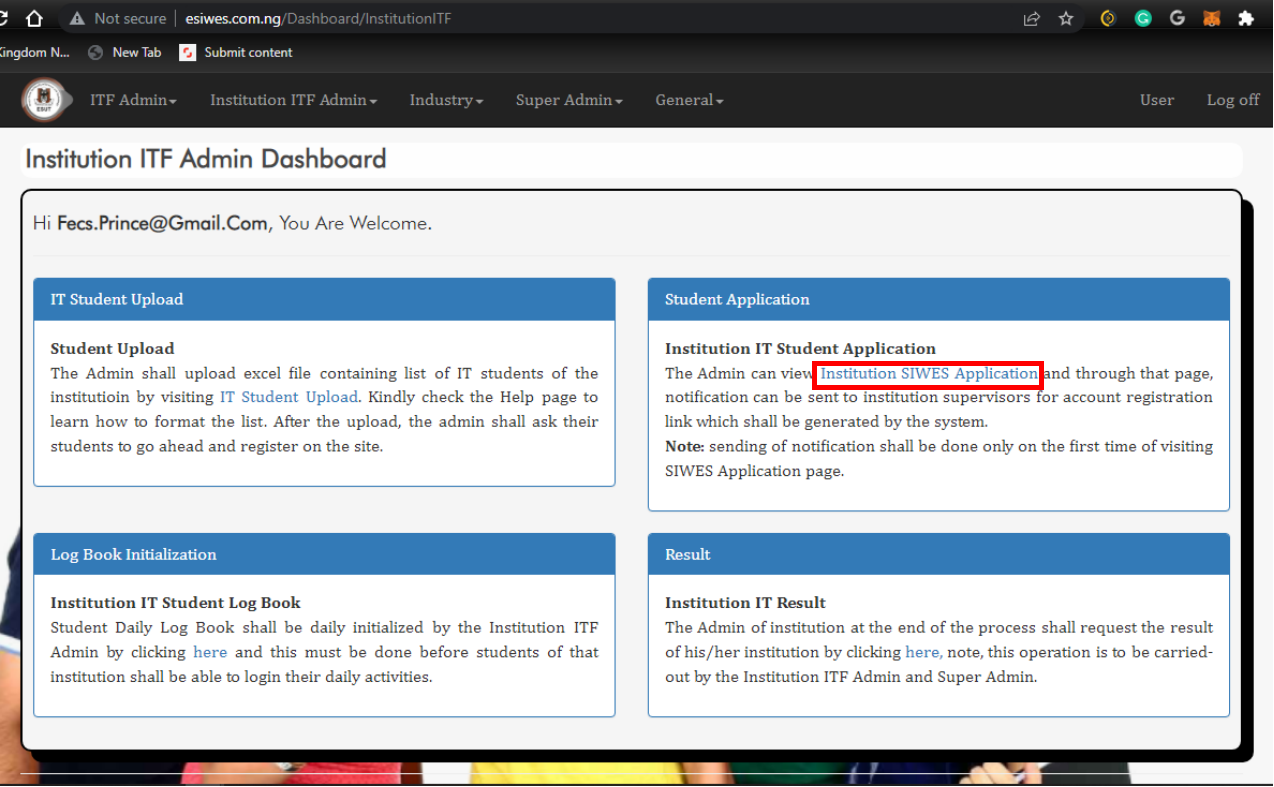 Not secure | esiwes.com.ng/Dashboard/InstitutionITF
Kingdom N... New Tab Submit content
ESUT ITF Admin Institution ITF Admin Industry Super Admin General User Log off
Institution ITF Admin Dashboard
Hi Fecs.Prince@Gmail.Com, You Are Welcome.
IT Student Upload
Student Upload
The Admin shall upload excel file containing list of IT students of the
institutioin by visiting IT Student Upload. Kindly check the Help page to
learn how to format the list. After the upload, the admin shall ask their
students to go ahead and register on the site.
Student Application
Institution IT Student Application
The Admin can view Institution SIWES Application and through that page,
notification can be sent to institution supervisors for account registration
link which shall be generated by the system.
Note: sending of notification shall be done only on the first time of visiting
SIWES Application page.
Log Book Initialization
Institution IT Student Log Book
Student Daily Log Book shall be daily initialized by the Institution ITF
Admin by clicking here and this must be done before students of that
institution shall be able to login their daily activities.
Result
Institution IT Result
The Admin of institution at the end of the process shall request the result
of his/her institution by clicking here, note, this operation is to be carried-
out by the Institution ITF Admin and Super Admin.